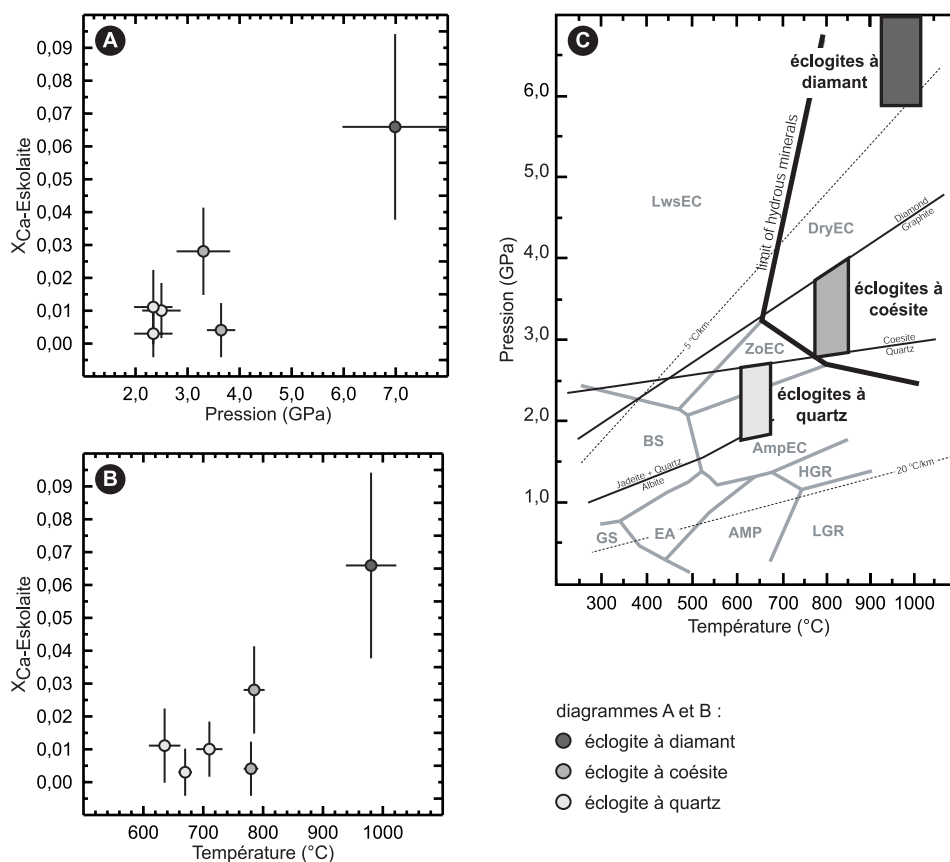 A
X Ca-Eskolaite
0,09
0,08
0,07
0,06
0,05
0,04
0,03
0,02
0,01
0,00
1,0 2,0 3,0 4,0 5,0 6,0 7,0
Pression (GPa)
B
X Ca-Eskolaite
0,09
0,08
0,07
0,06
0,05
0,04
0,03
0,02
0,01
0,00
600 700 800 900 1000
Température (°C)
C
Pression (GPa)
6,0
5,0
4,0
3,0
2,0
1,0
éclogites à
diamant
limit of hydrous minerals
LwsEC
DryEC
Diamond
Graphite
éclogites à
coésite
5 °C/km
ZoEC
Coesite
Quartz
éclogites à
quartz
BS
AmpEC
Jadeite + Quartz
Albite
HGR
20 °C/km
GS
EA
AMP
LGR
300 400 500 600 700 800 900 1000
Température (°C)
diagrammes A et B :
éclogite à diamant
éclogite à coésite
éclogite à quartz